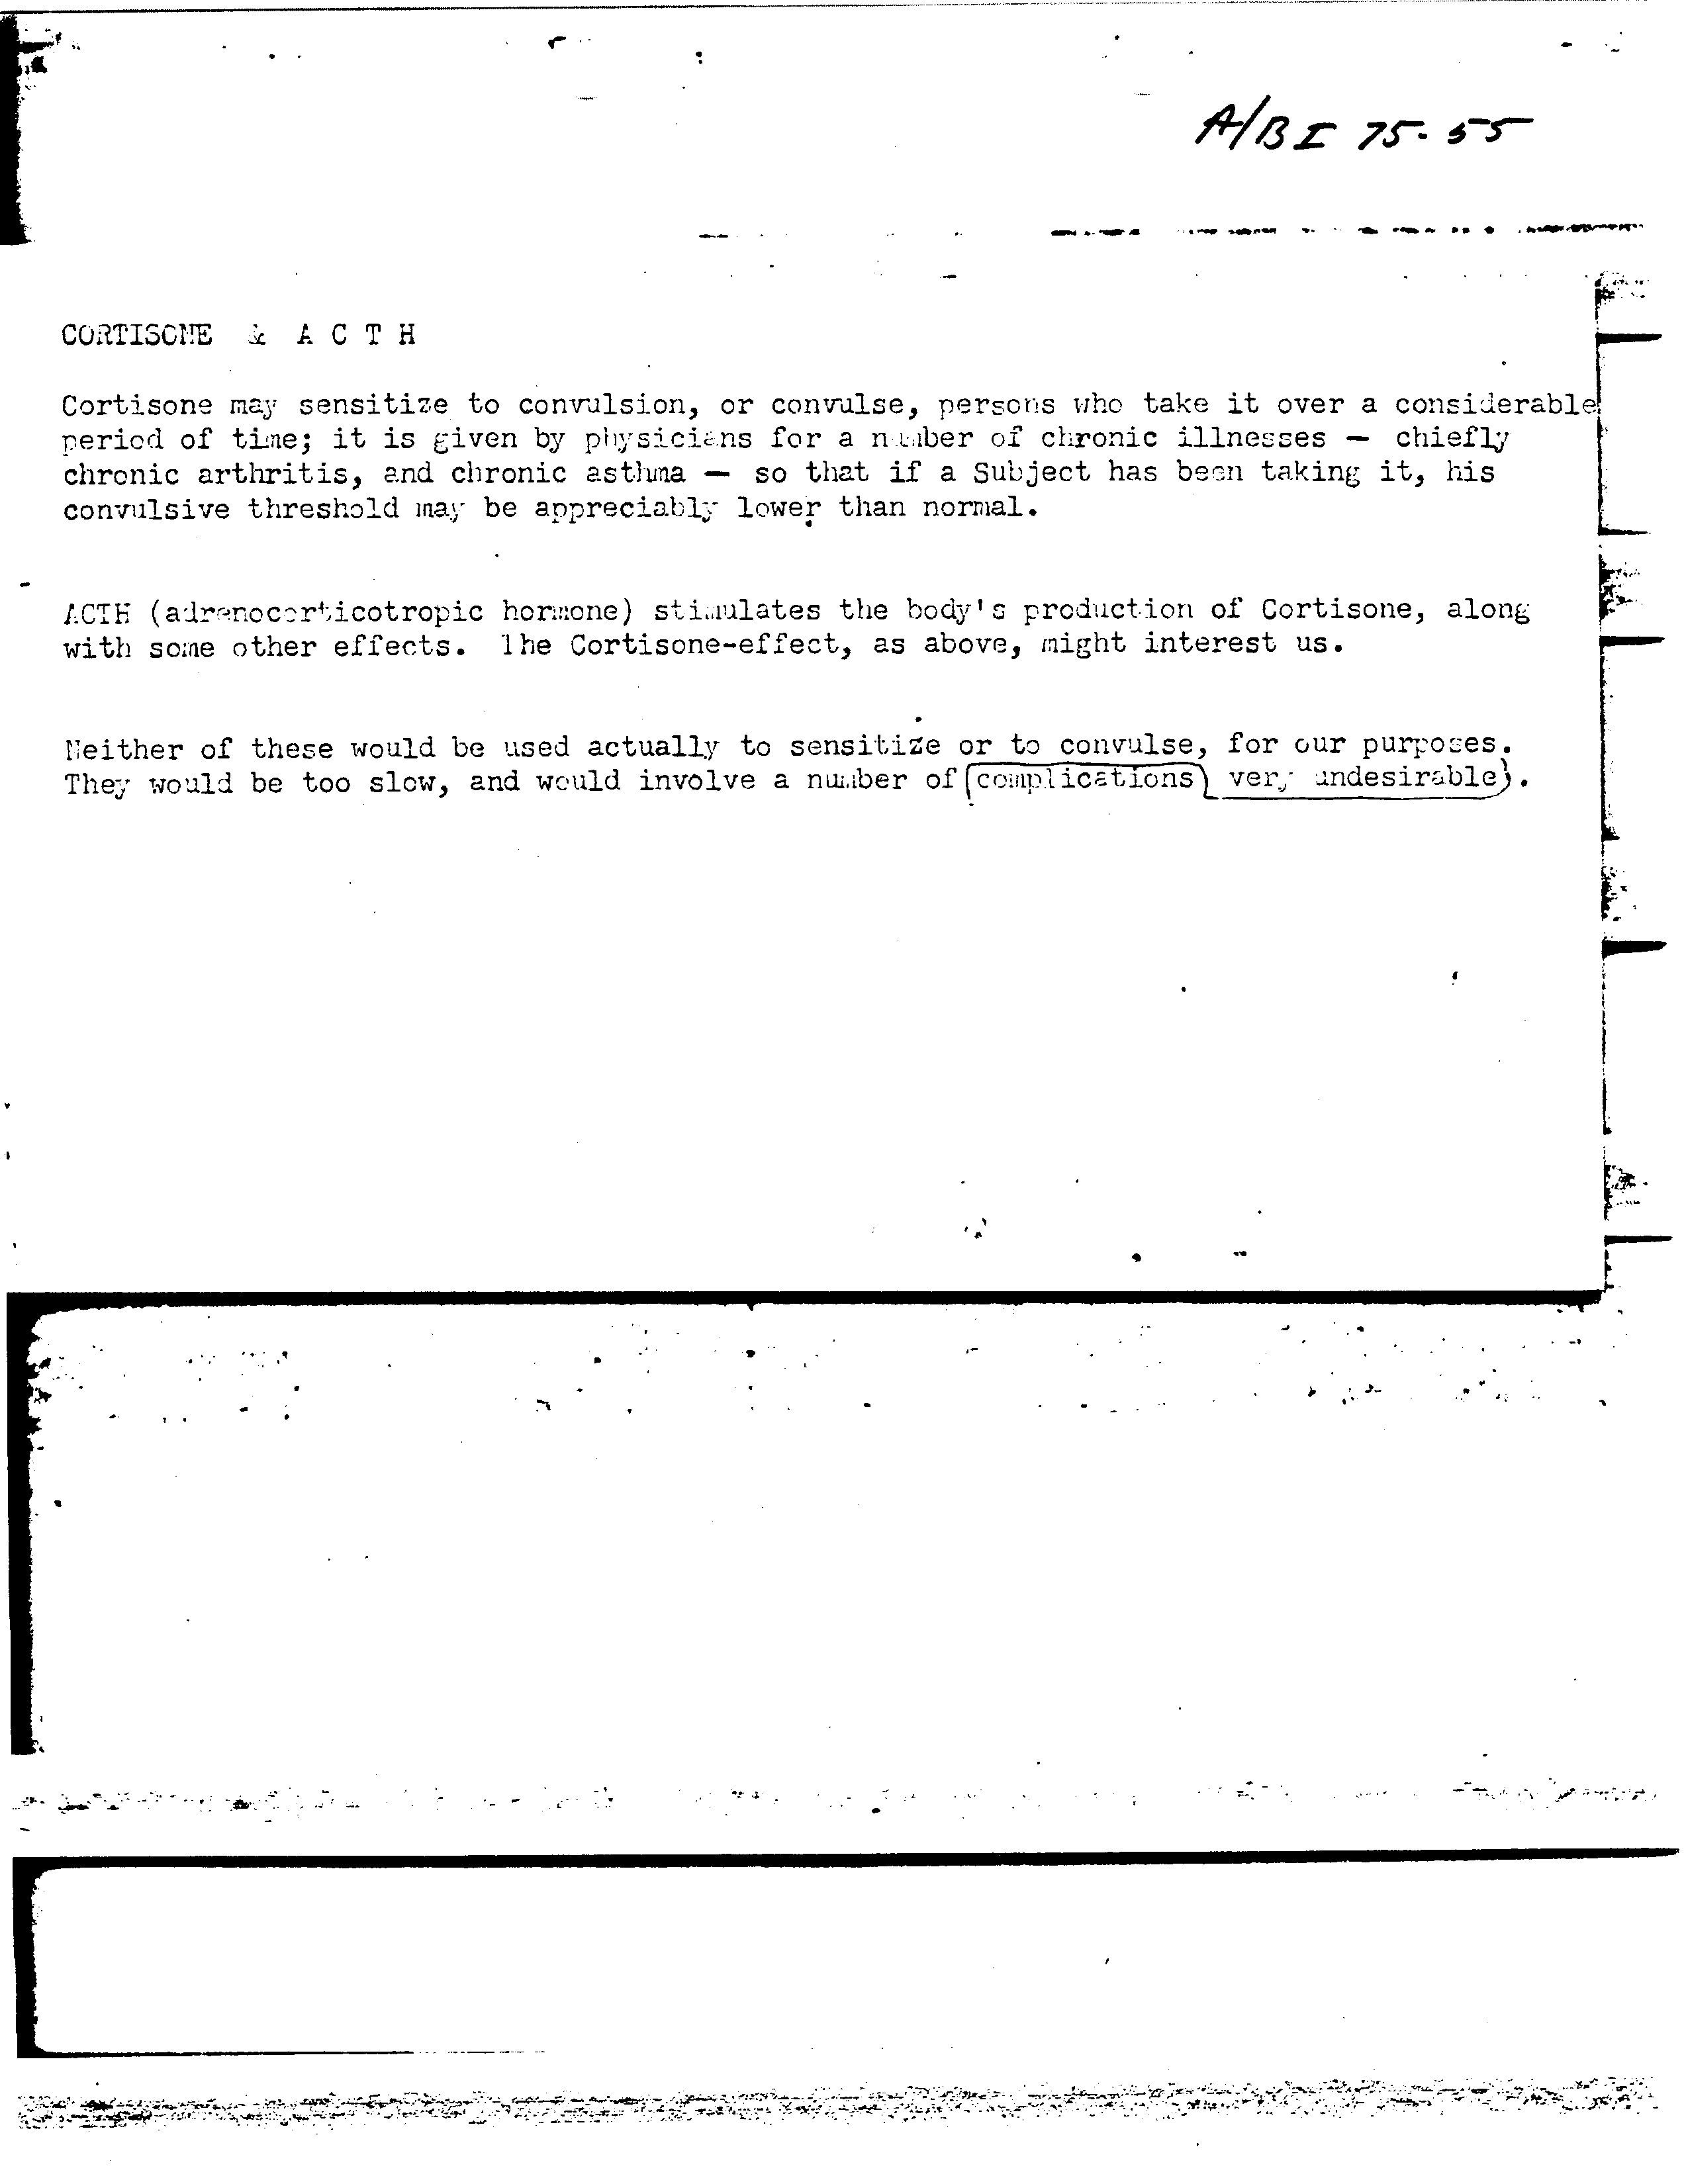 A/BI 75-55
CORTISONE & A C T H
Cortisone may sensitize to convulsion, or convulse, persons who take it over a considerable
period of time; it is given by physicians for a number of chronic illnesses — chiefly
chronic arthritis, and chronic asthma — so that if a Subject has been taking it, his
convulsive threshold may be appreciably lower than normal.
ACTH (adrenocorticotropic hormone) stimulates the body's production of Cortisone, along
with some other effects. The Cortisone-effect, as above, might interest us.
Neither of these would be used actually to sensitize or to convulse, for our purposes.
They would be too slow, and would involve a number of complications very undesirable.